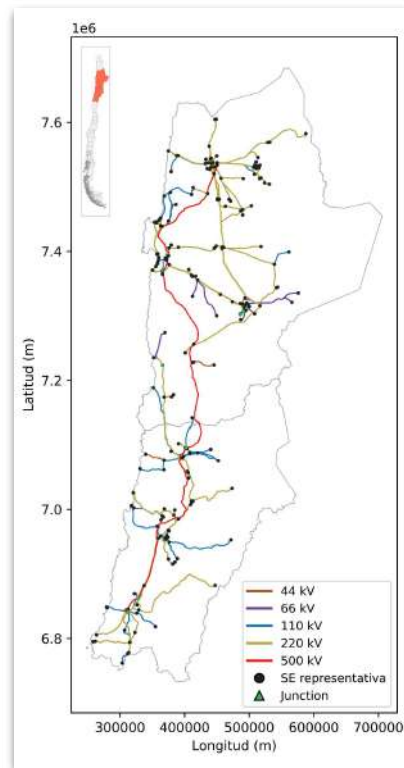 1e6
7.6
7.4
7.2
7.0
6.8
Latitud (m)
44 kV
66 kV
110 kV
220 kV
500 kV
SE representativa
Junction
300000 400000 500000 600000 700000
Longitud (m)